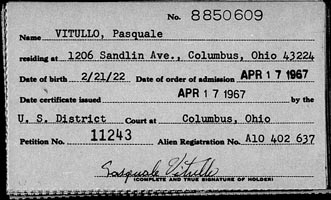 No. 8850609
Name VITULLO, Pasquale
residing at 1206 Sandlin Ave., Columbus, Ohio 43224
Date of birth 2/21/22 Date of order of admission APR 17 1967
Date certificate issued APR 17 1967 by the
U. S. District Court at Columbus, Ohio
Petition No. 11243 Alien Registration No. A10 402 637
Pasquale Vitullo
(COMPLETE AND TRUE SIGNATURE OF HOLDER)